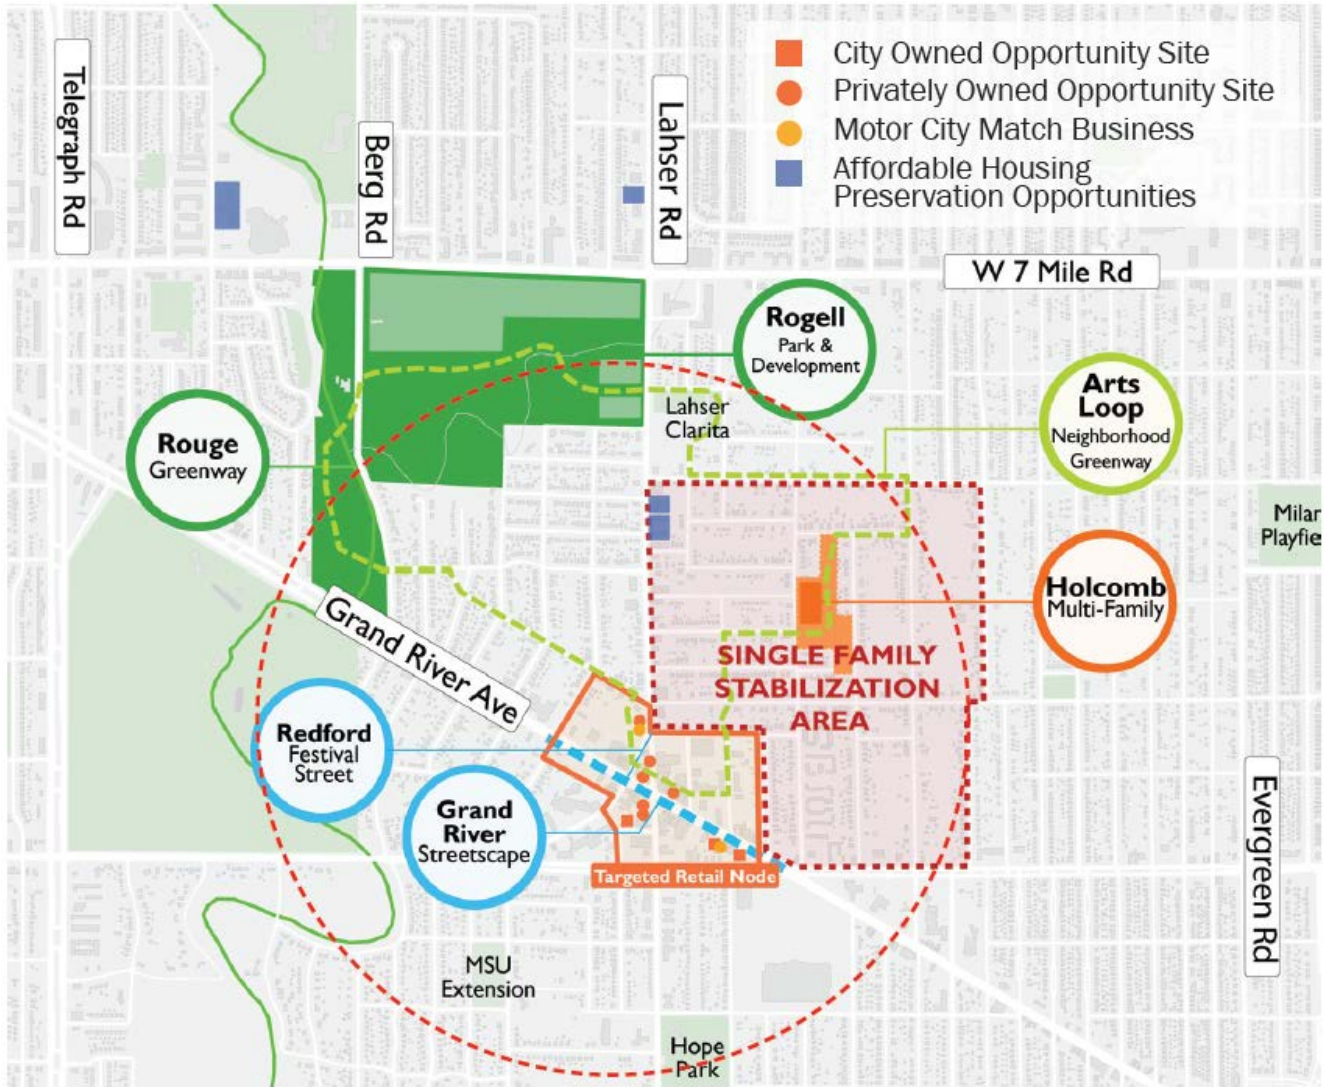 City Owned Opportunity Site
Privately Owned Opportunity Site
Motor City Match Business
Affordable Housing
Preservation Opportunities
Telegraph Rd
Berg Rd
Lahser Rd
W 7 Mile Rd
Rogell
Park &
Development
Arts
Loop
Neighborhood
Greenway
Lahser
Clarita
Rouge
Greenway
Milar
Playfie
Holcomb
Multi-Family
Grand River Ave
SINGLE FAMILY
STABILIZATION
AREA
Redford
Festival
Street
Grand
River
Streetscape
Evergreen Rd
Targeted Retail Node
MSU
Extension
Hope
Park